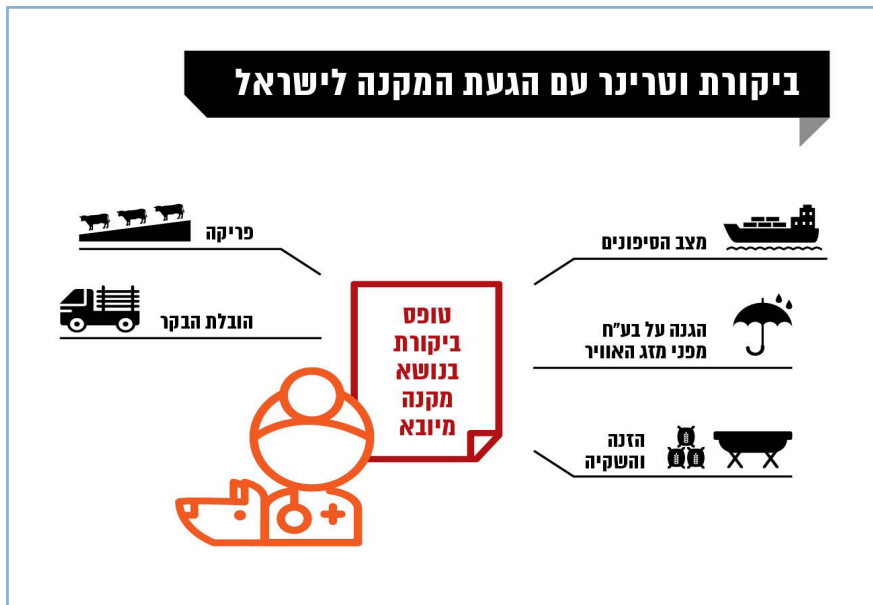 ביקורת וטרינר עם הגעת המקנה לישראל
מצב הסיפונים
הגנה על בע"ח
מפני מזג האוויר
הזנה
והשקיה
טופס
ביקורת
בנושא
מקנה
מיובא
פריקה
הובלת הבקר